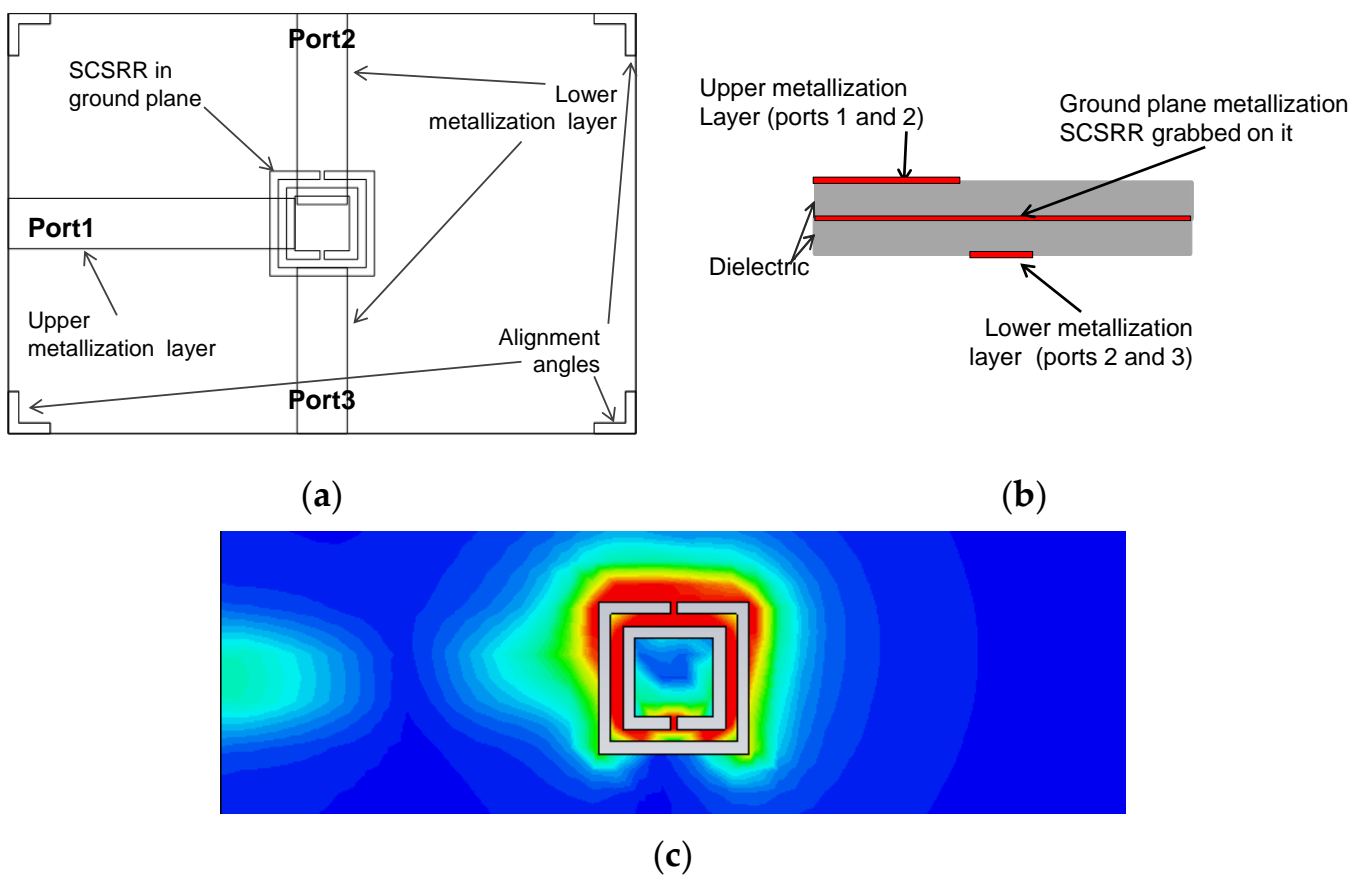 Port2
SCSRR in
ground plane
Lower
metallization layer
Port1
Upper
metallization layer
Alignment
angles
Port3
(a)
Upper metallization
Layer (ports 1 and 2)
Ground plane metallization
SCSRR grabbed on it
Dielectric
Lower metallization
layer (ports 2 and 3)
(b)
(c)